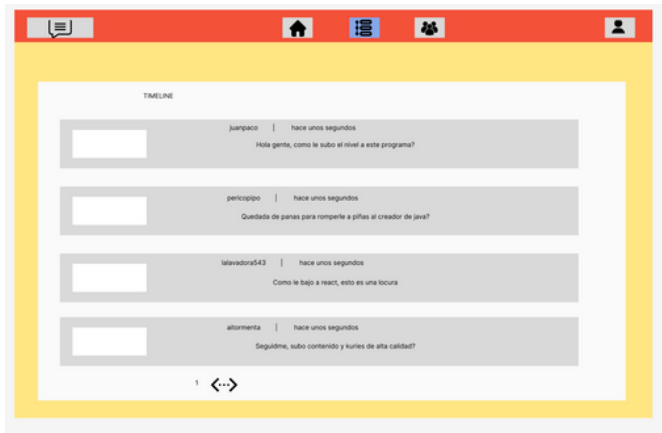 TIMELINE
juanpaco | hace unos segundos
Hola gente, como le subo el nivel a este programa?
pericopipo | hace unos segundos
Quedada de panas para romperle a piñas al creador de java?
lalavadora543 | hace unos segundos
Como le bajo a react, esto es una locura
aitormenta | hace unos segundos
Seguidme, subo contenido y kuries de alta calidad?
1